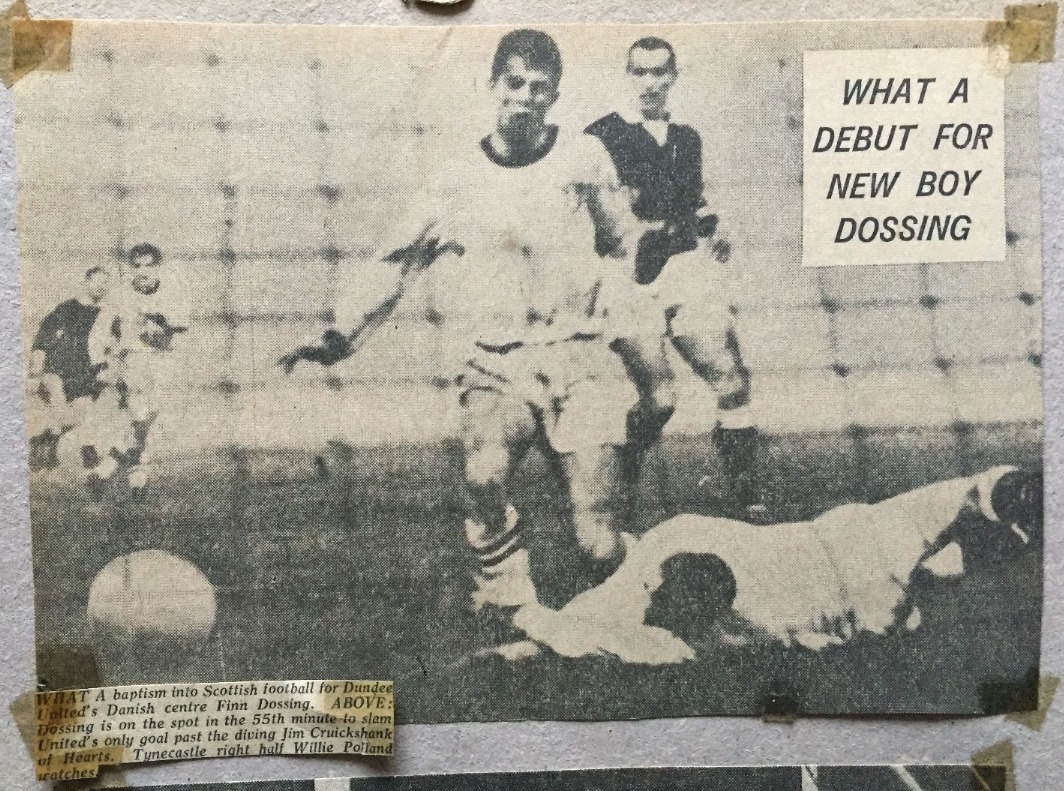 WHAT A
DEBUT FOR
NEW BOY
DOSSING
WHAT A baptism into Scottish football for Dundee
United's Danish centre Finn Dossing. ABOVE:
Dossing is on the spot in the 55th minute to slam
United's only goal past the diving Jim Cruickshank
of Hearts. Tynecastle right half Willie Polland
watches.